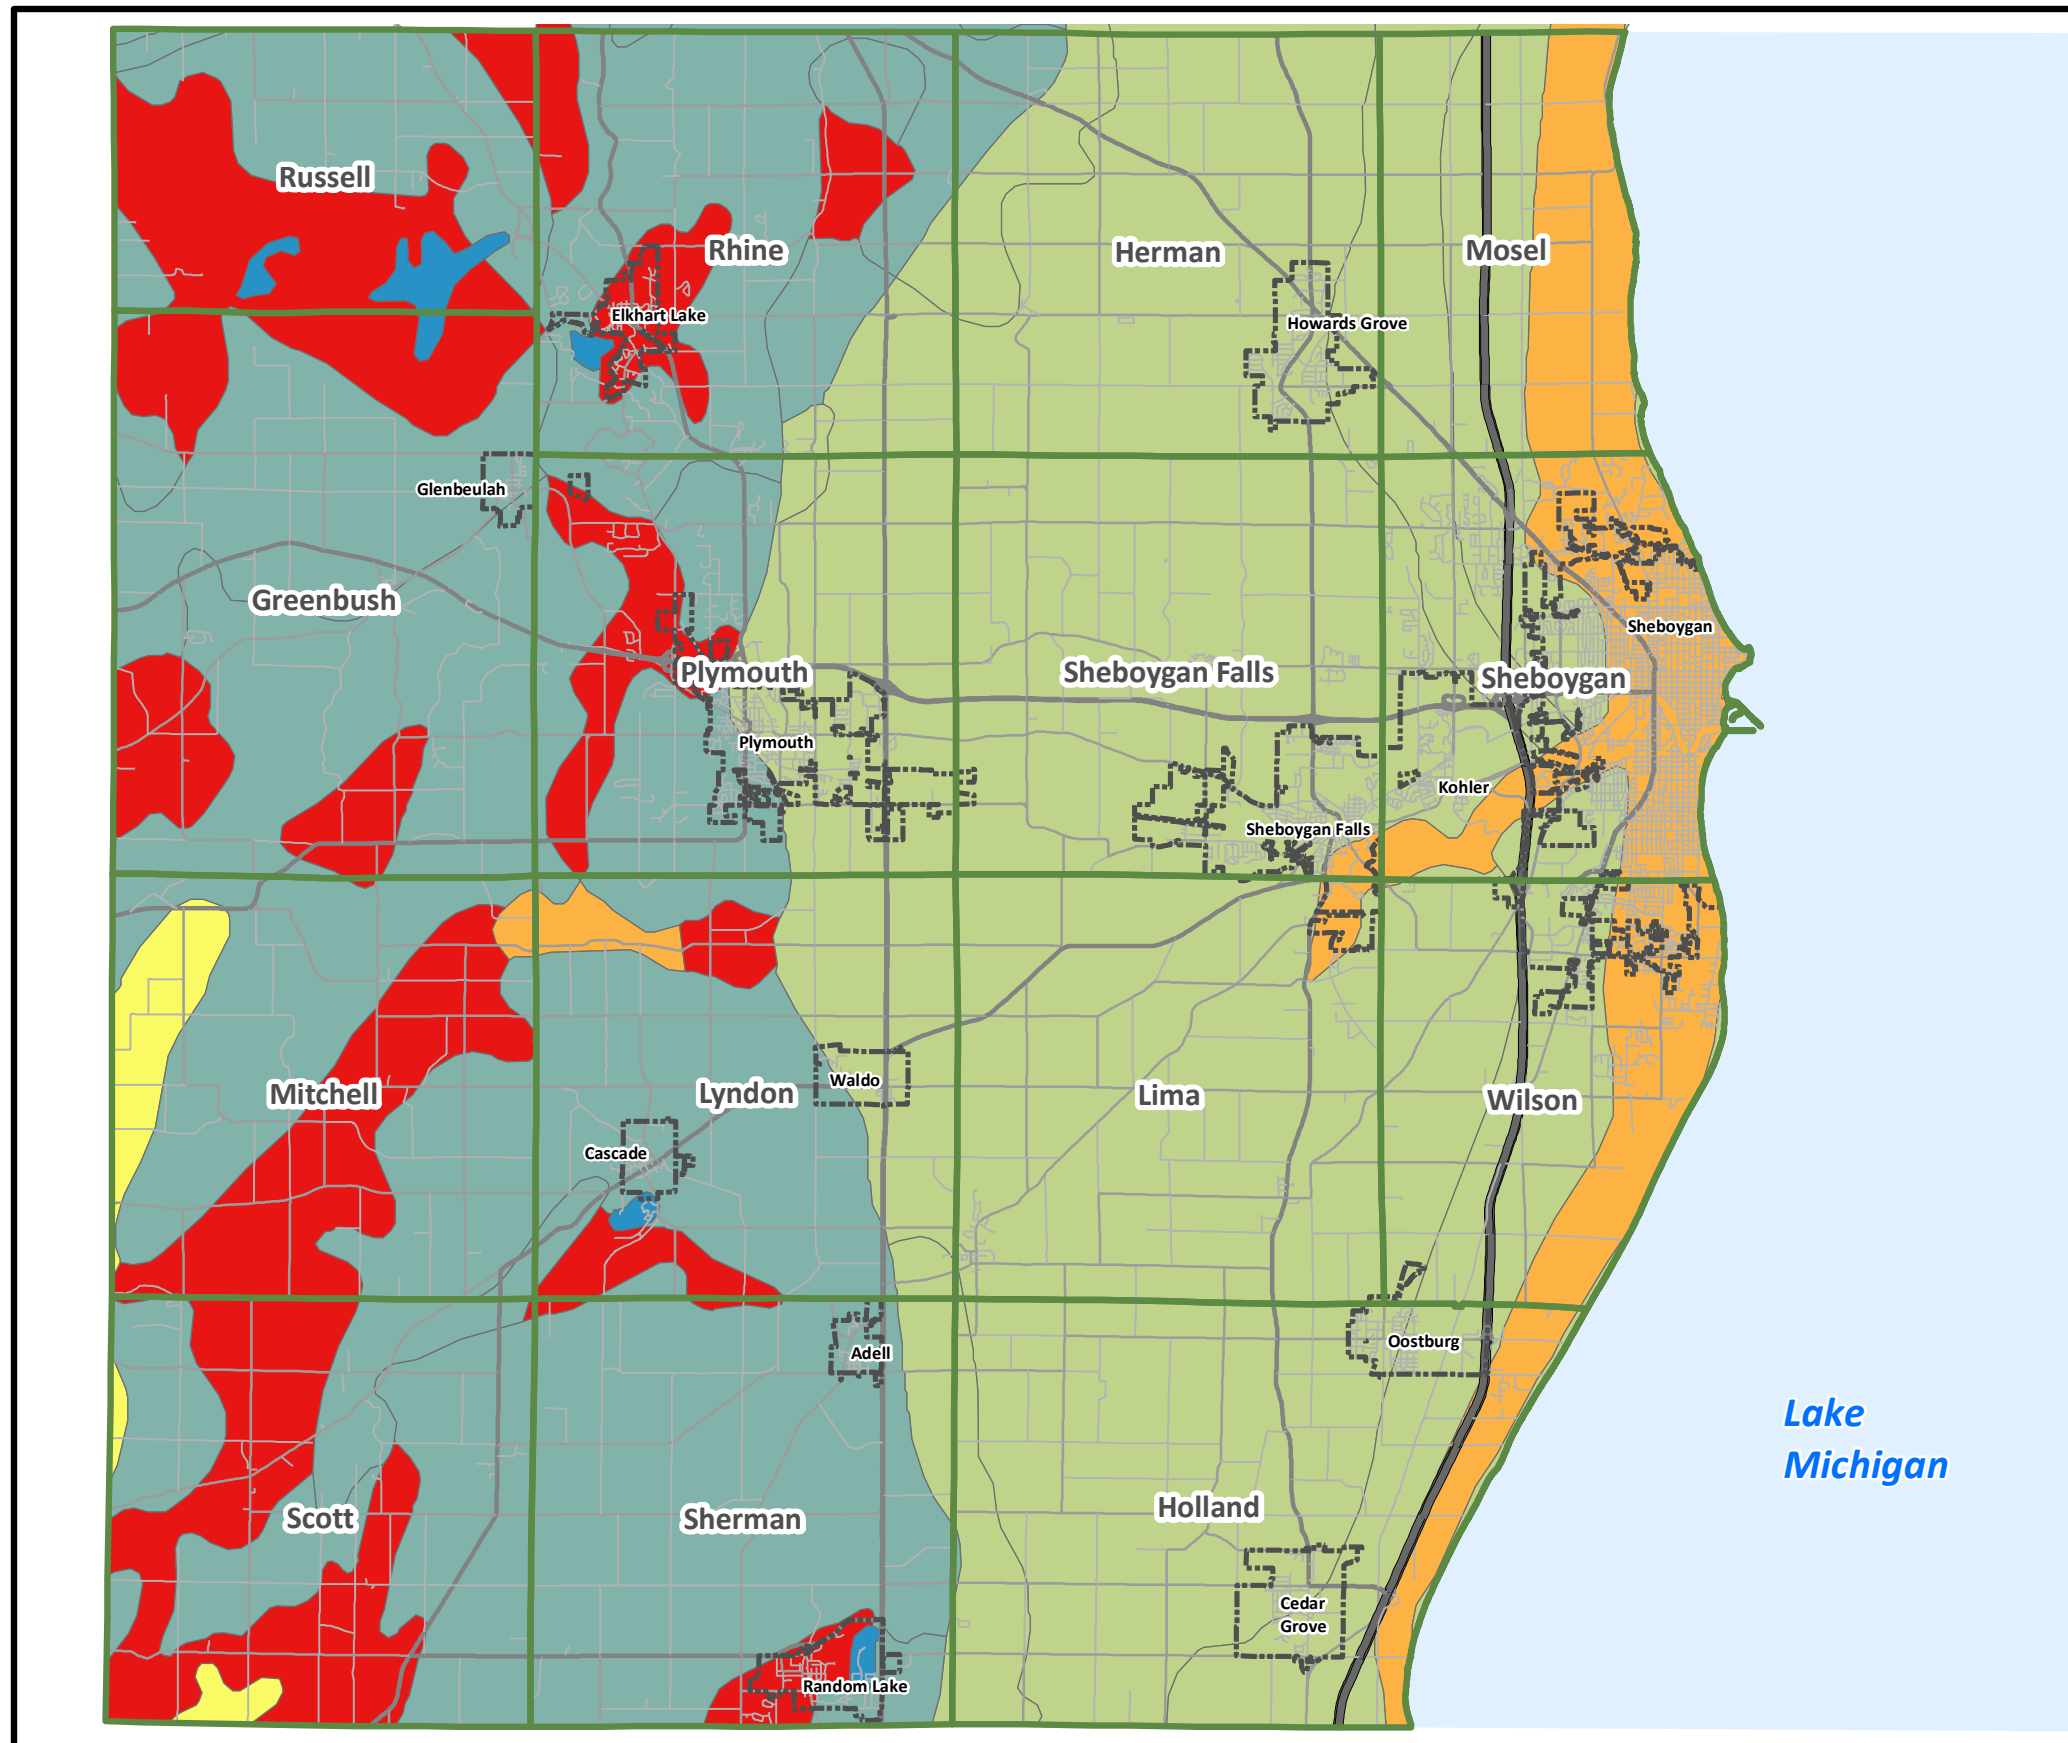 Russell
Rhine
Herman
Mosel
Elkhart Lake
Howards Grove
Glenbeulah
Greenbush
Sheboygan
Plymouth
Sheboygan Falls
Sheboygan
Plymouth
Kohler
Sheboygan Falls
Waldo
Mitchell
Lyndon
Lima
Wilson
Cascade
Oostburg
Adell
Lake
Michigan
Scott
Sherman
Holland
Cedar
Grove
Random Lake